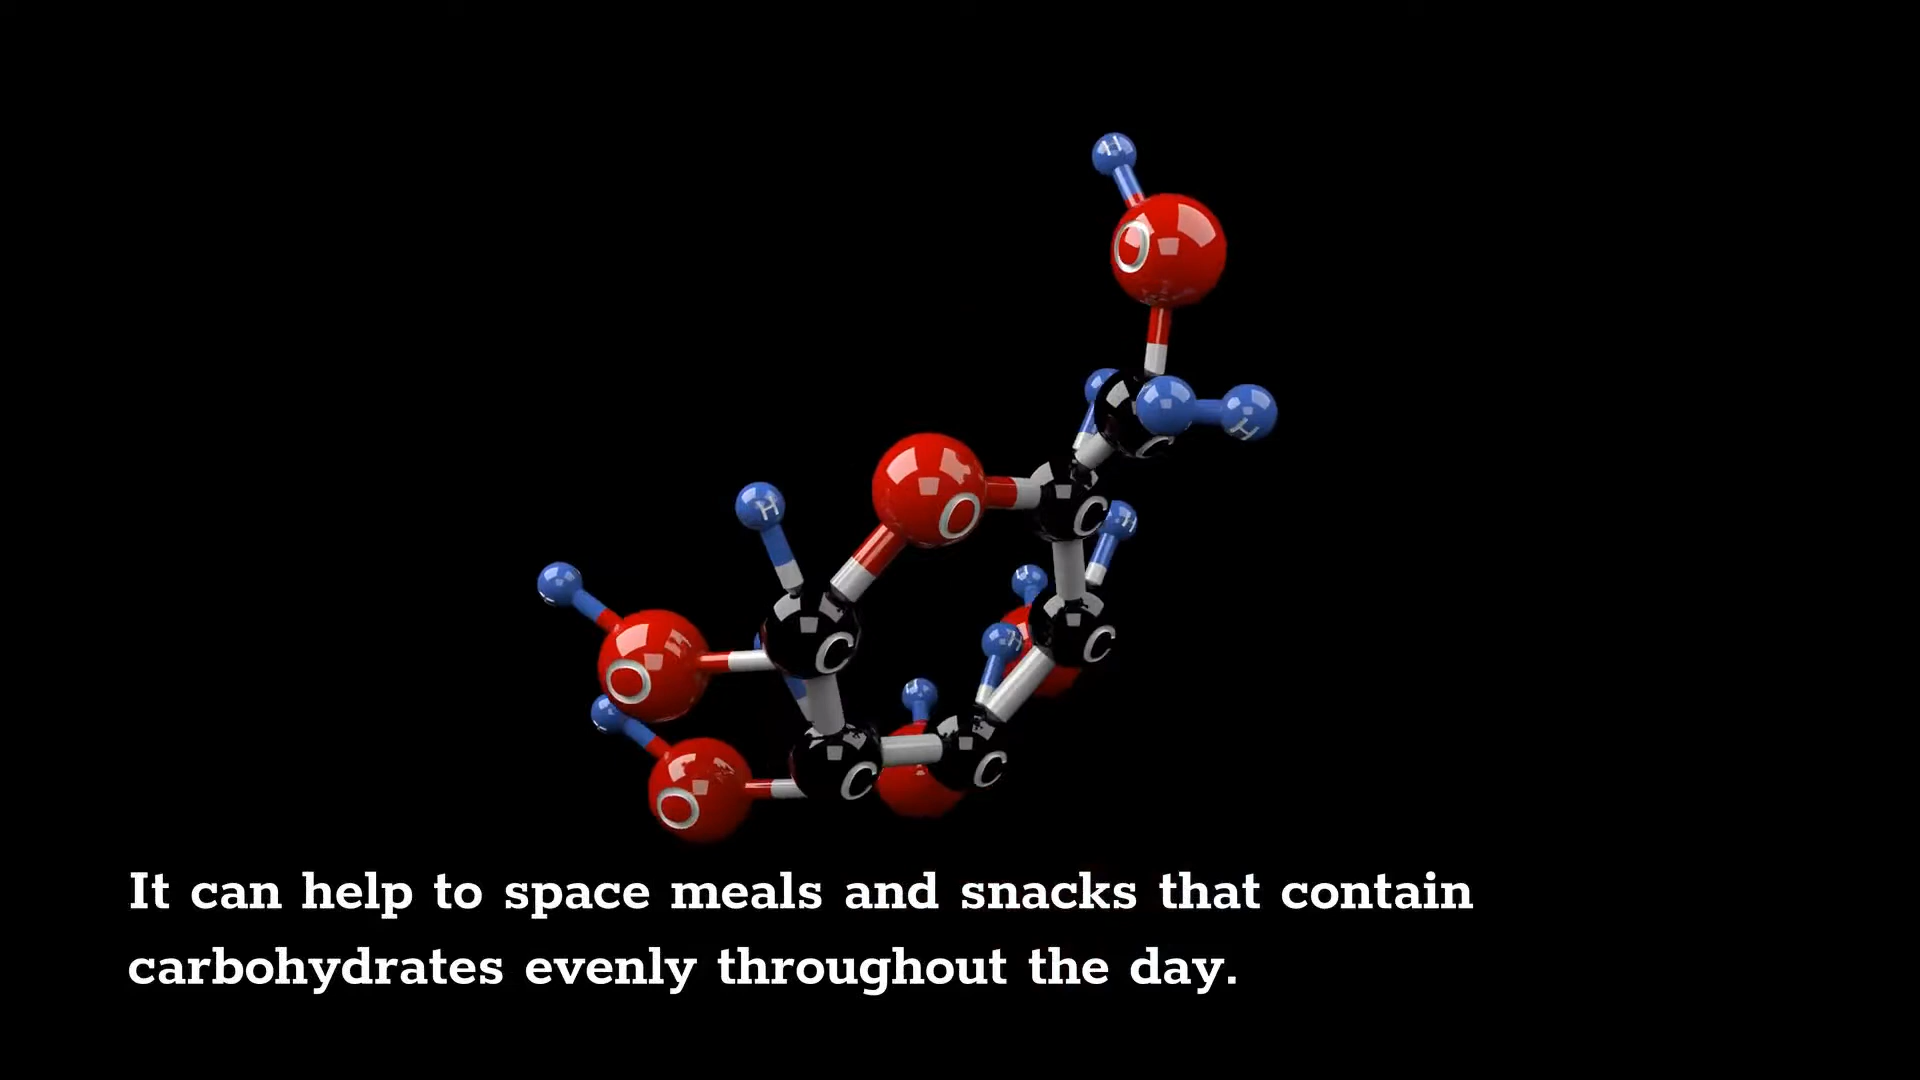 H
O
H
O
C
C
H
H
O
C
H
H
C
H
O
H
H
C
C
O
It can help to space meals and snacks that contain
carbohydrates evenly throughout the day.